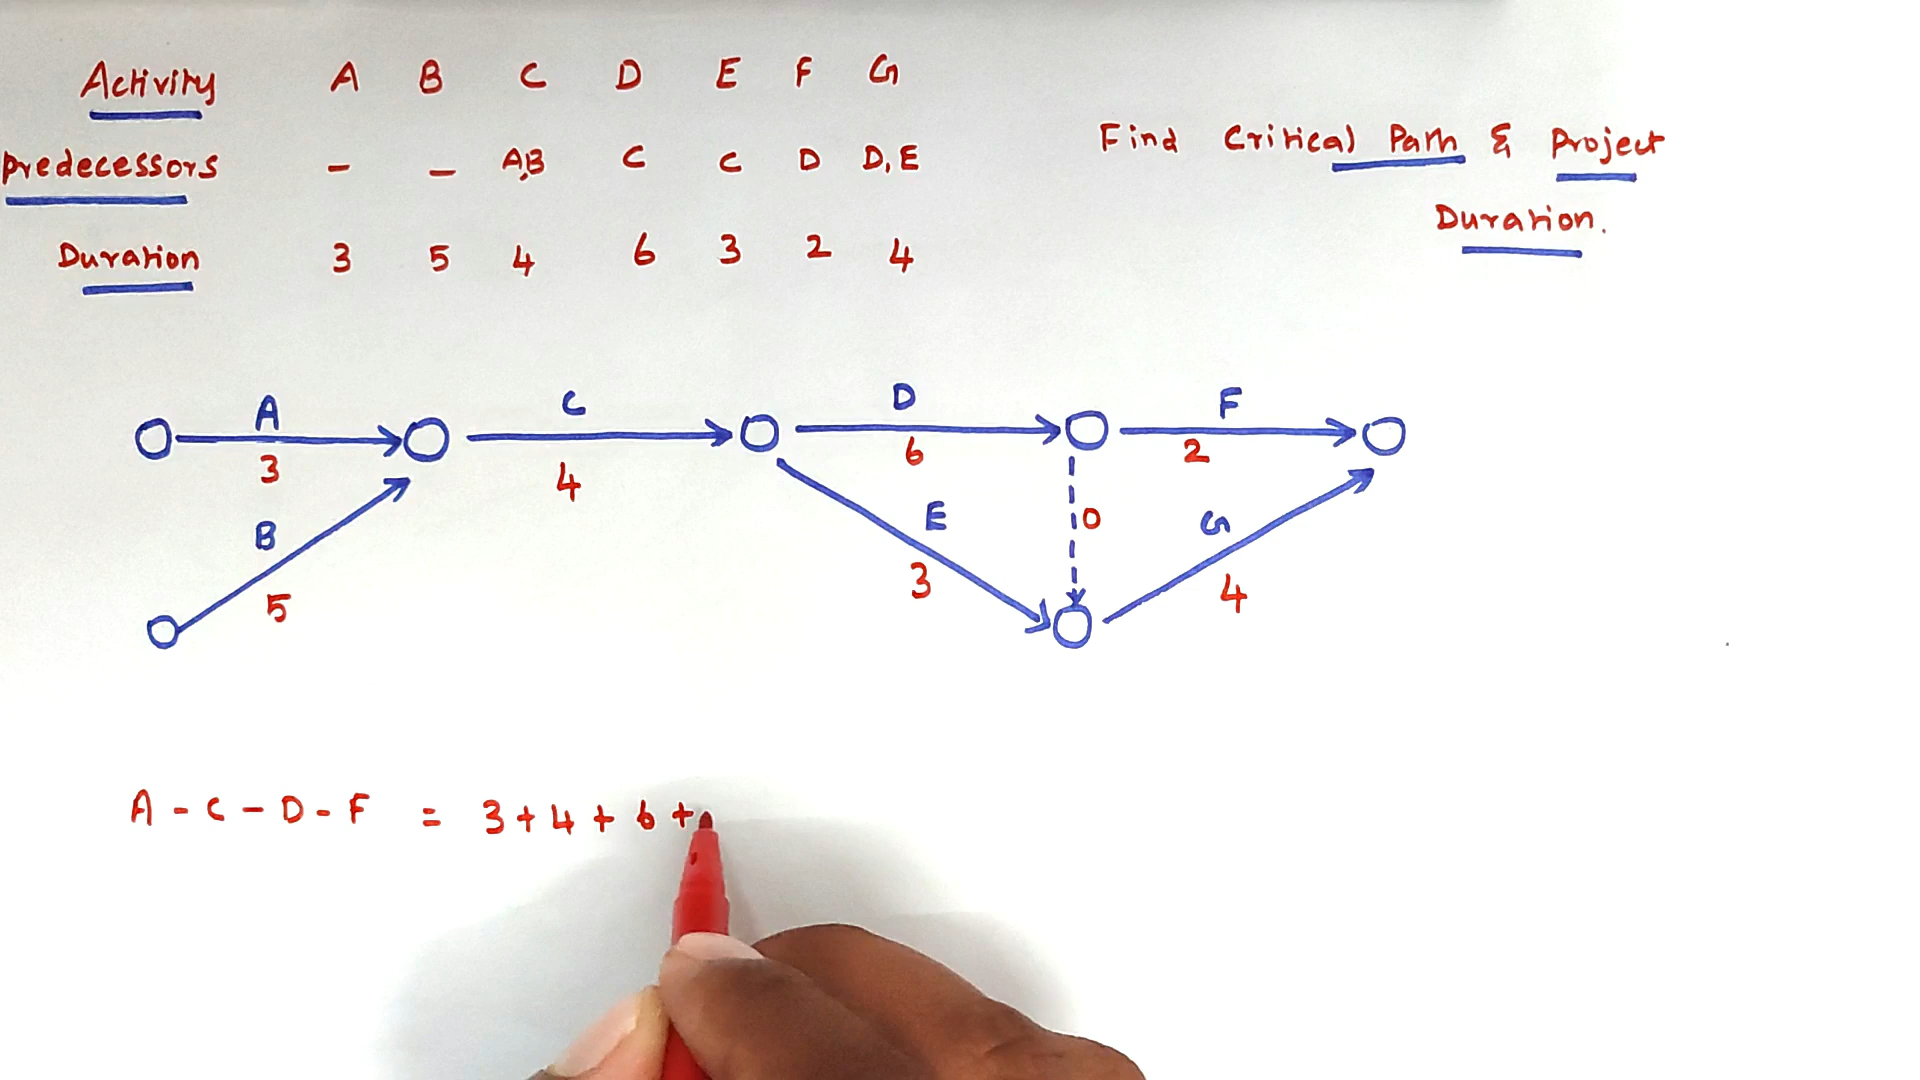 Activity A B C D E F G
Predecessors - - A,B C C D D, E
Duration 3 5 4 6 3 2 4
Find Critical Path & Project
Duration.
A C D F
3 4 6 2
B E 0 G
5 3 4
A - C - D - F = 3 + 4 + 6 +